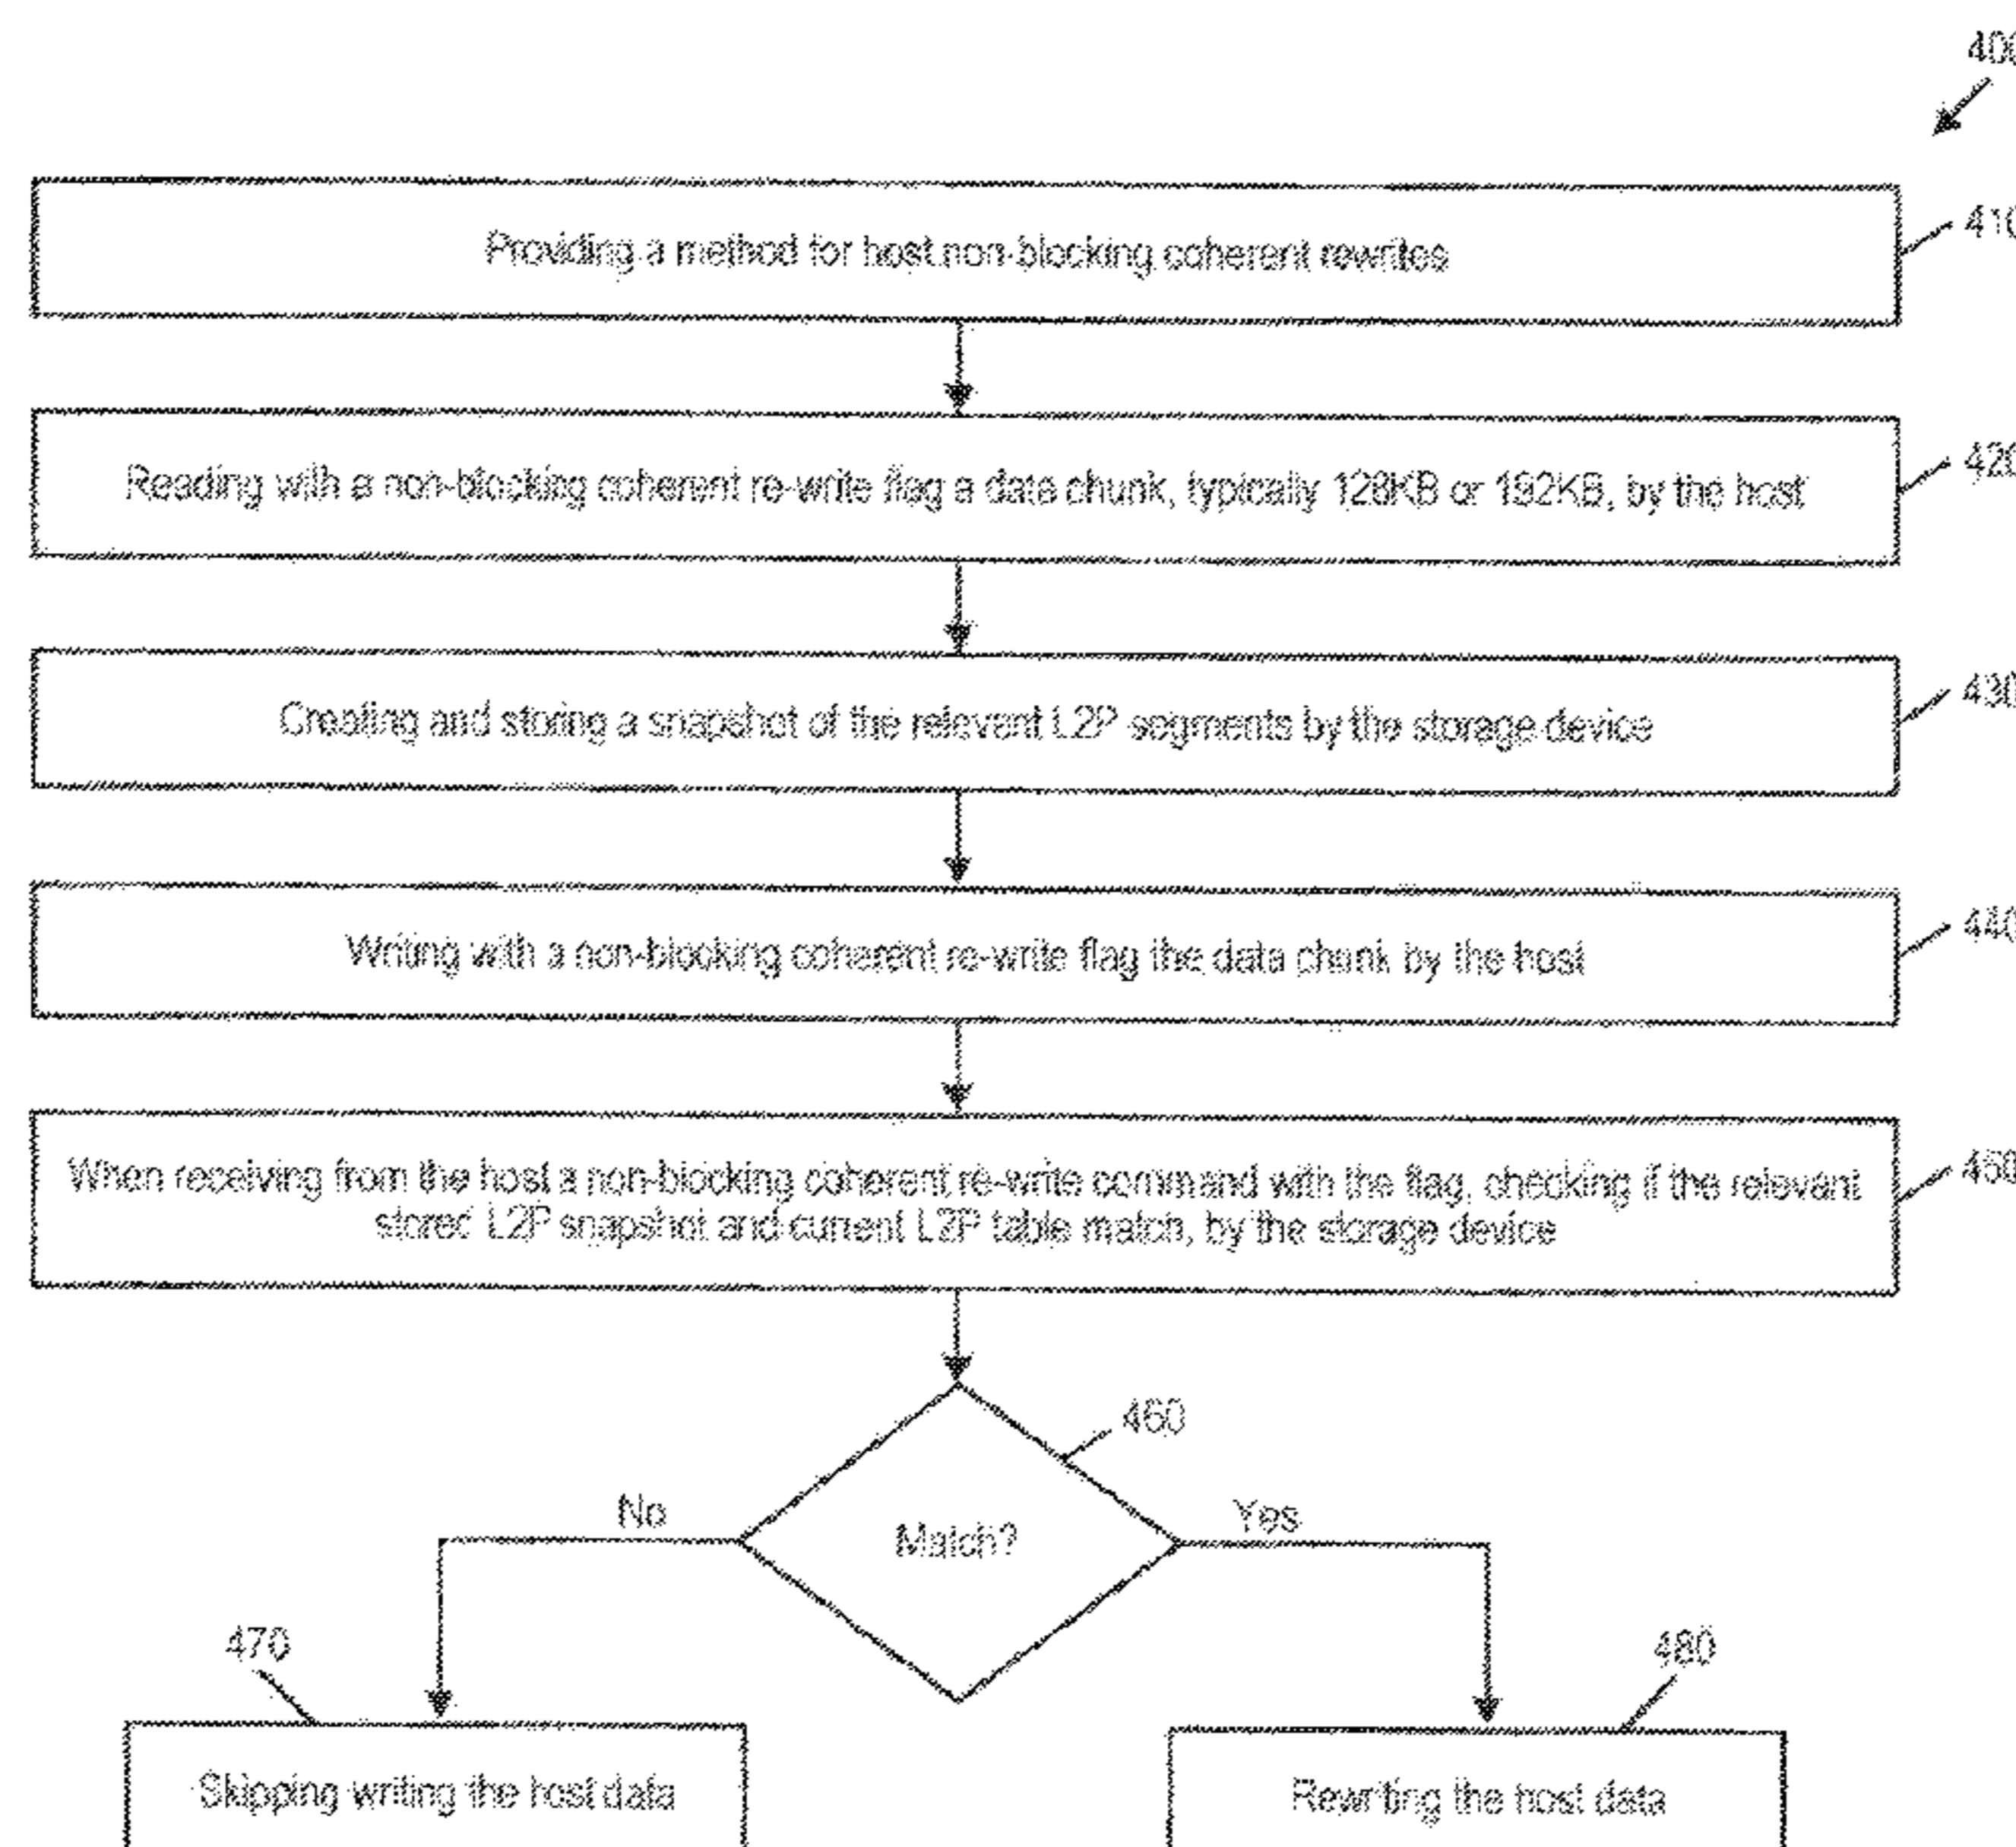 400
Providing a method for host non-blocking coherent rewrites
410
Reading with a non-blocking coherent re-write flag a data chunk, typically 128KB or 192KB, by the host
420
Creating and storing a snapshot of the relevant L2P segments by the storage device
430
Writing with a non-blocking coherent re-write flag the data chunk by the host
440
When receiving from the host a non-blocking coherent re-write command with the flag, checking if the relevant
stored L2P snapshot and current L2P table match, by the storage device
450
460
No
Match?
Yes
470
480
Skipping writing the host data
Rewriting the host data